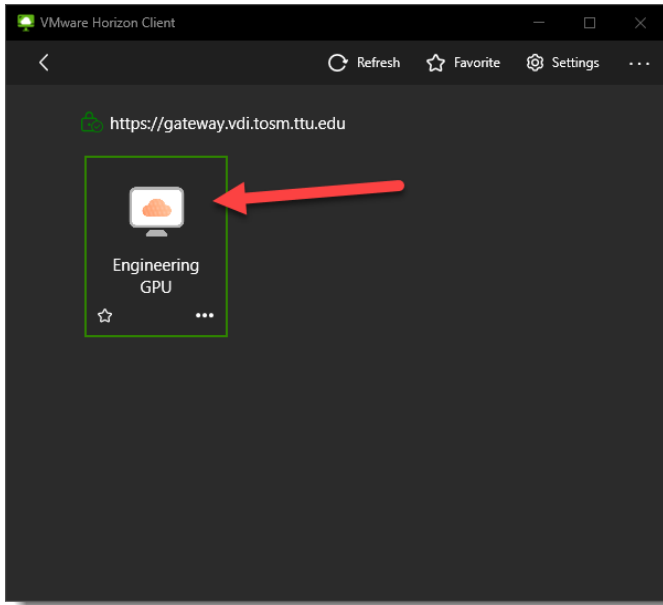 VMware Horizon Client
Refresh Favorite Settings
https://gateway.vdi.tosm.ttu.edu
Engineering
GPU